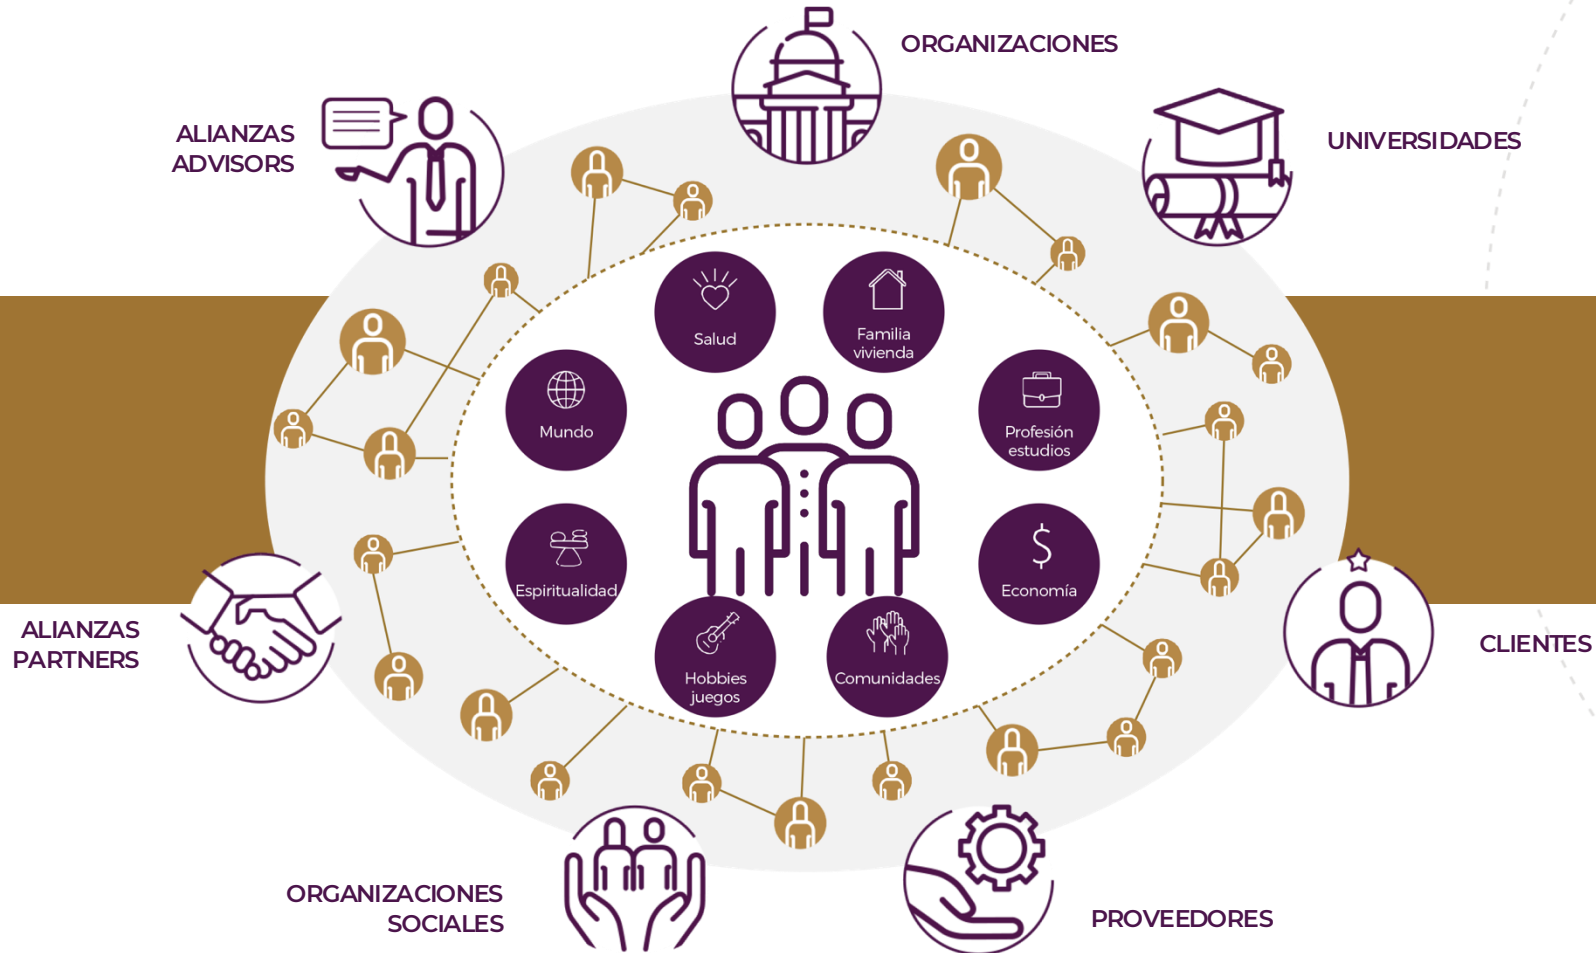 ORGANIZACIONES
ALIANZAS
ADVISORS
UNIVERSIDADES
Salud
Familia
vivienda
Mundo
Profesión
estudios
Espiritualidad
Economía
Hobbies
juegos
Comunidades
ALIANZAS
PARTNERS
CLIENTES
ORGANIZACIONES
SOCIALES
PROVEEDORES